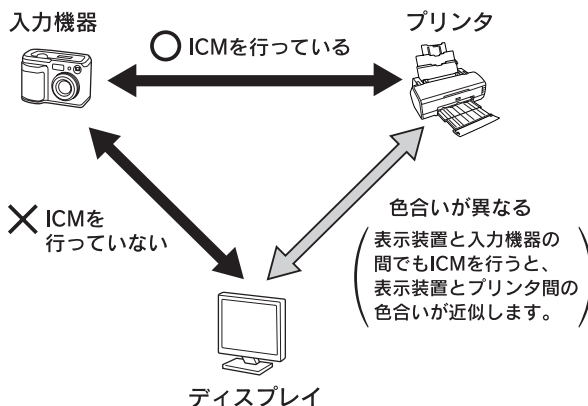 入力機器
プリンタ
ICMを行っている
ICMを
行っていない
色合いが異なる
表示装置と入力機器の
間でもICMを行うと、
表示装置とプリンタ間の
色合いが近似します。
ディスプレイ